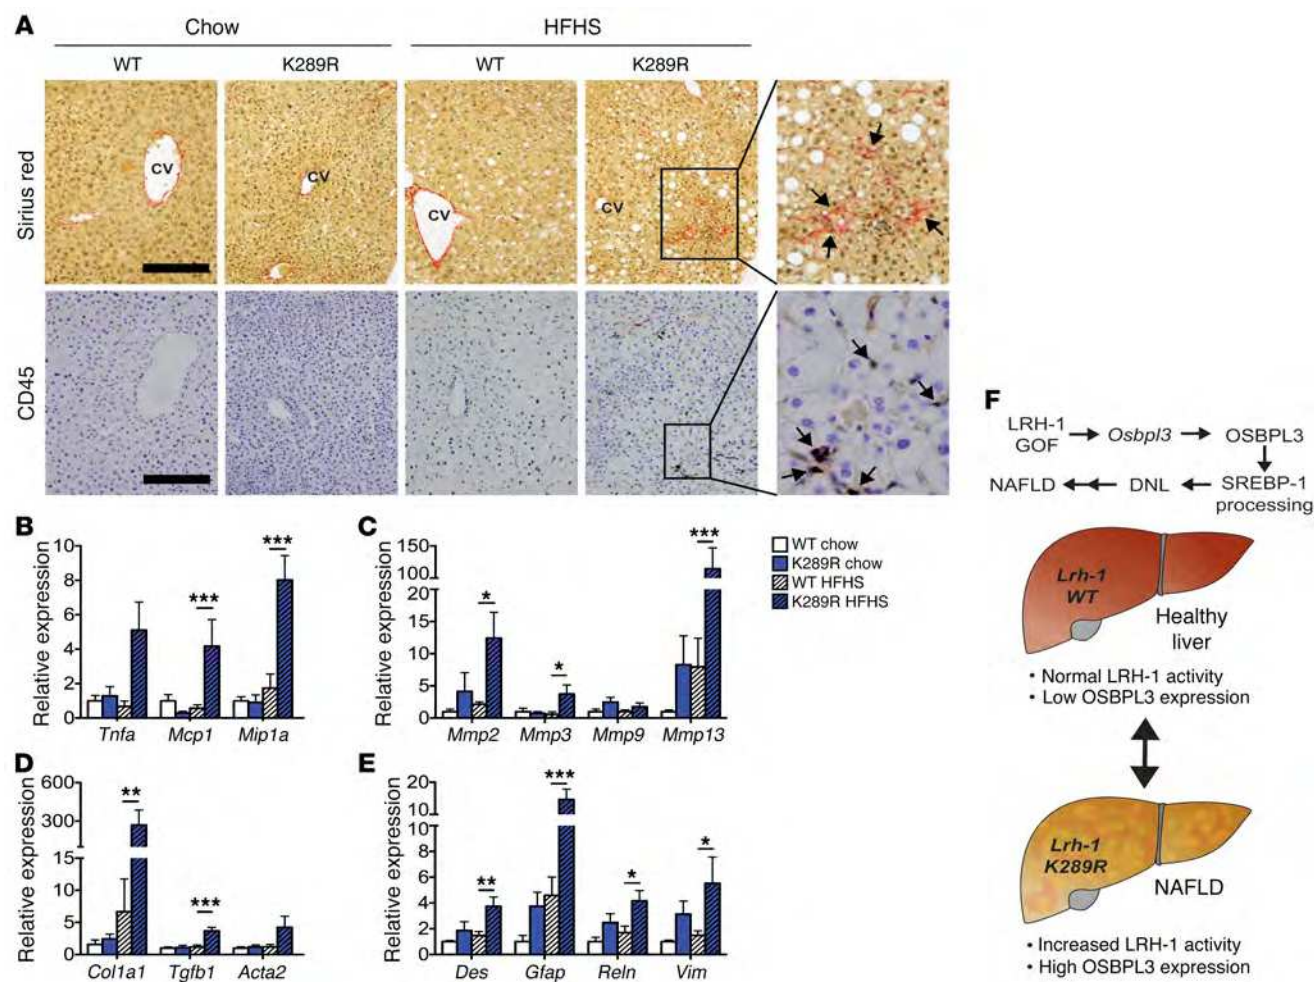 A
Chow
HFHS
WT
K289R
WT
K289R
Sirius red
CV
CV
CV
CV
CD45
B
Relative expression
10
8
6
4
2
0
***
***
Tnfa
Mcp1
Mip1a
C
Relative expression
150
100
20
15
10
5
0
*
*
***
Mmp2
Mmp3
Mmp9
Mmp13
WT chow
K289R chow
WT HFHS
K289R HFHS
D
Relative expression
600
300
15
10
5
0
**
***
Col1a1
Tgfb1
Acta2
E
Relative expression
20
10
8
6
4
2
0
**
***
*
*
Des
Gfap
Reln
Vim
F
LRH-1
GOF
Osbpl3
OSBPL3
NAFLD
DNL
SREBP-1
processing
Lrh-1
WT
Healthy
liver
• Normal LRH-1 activity
• Low OSBPL3 expression
Lrh-1
K289R
NAFLD
• Increased LRH-1 activity
• High OSBPL3 expression